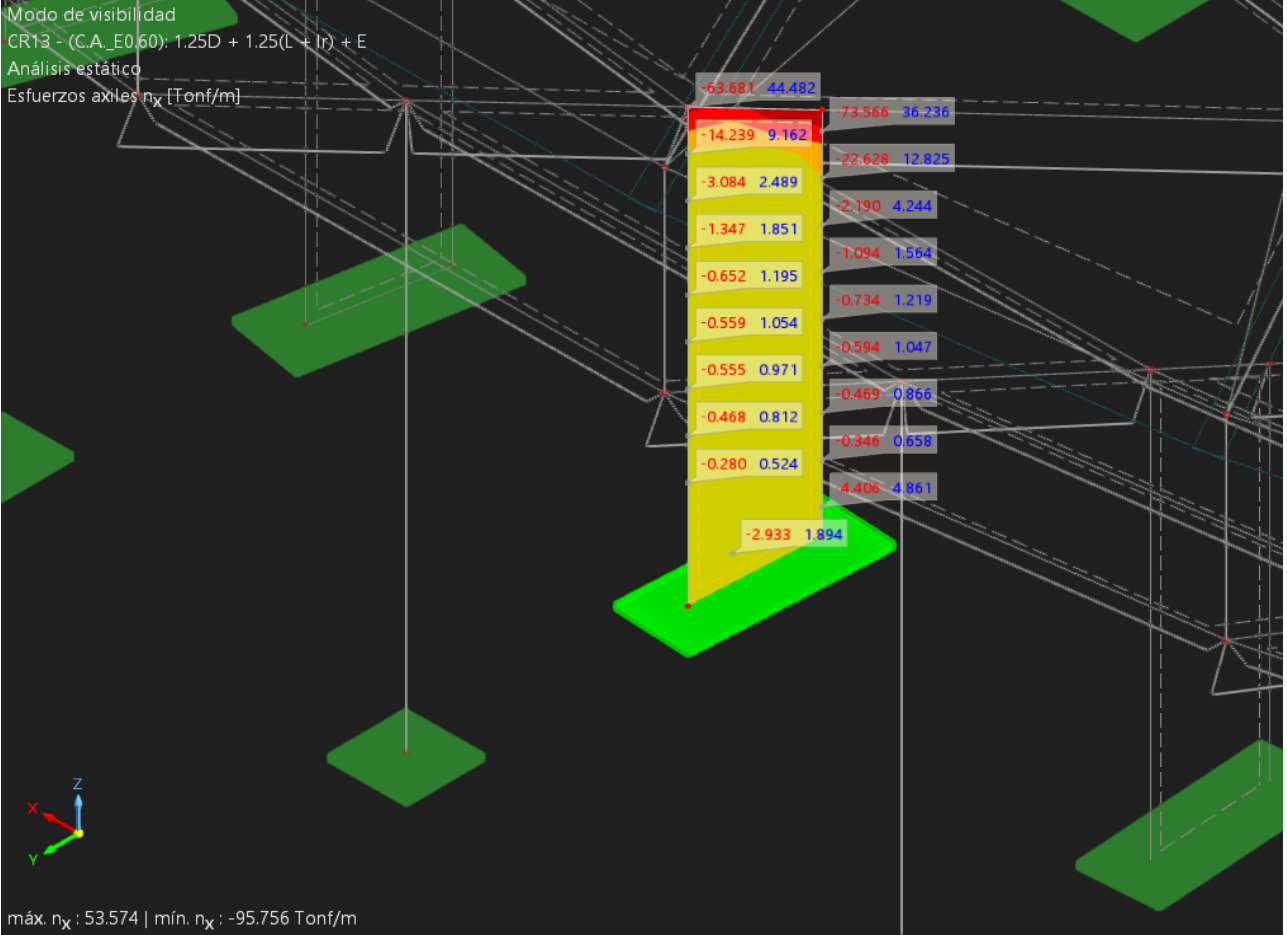 Modo de visibilidad
CR13 - (C.A._E0.60): 1.25D + 1.25(L + lr) + E
Análisis estático
Esfuerzos axiles nx [Tonf/m]
-63.681 44.482
-73.566 36.236
-14.239 9.162
-22.628 12.825
-3.084 2.489
-2.190 4.244
-1.347 1.851
-1.094 1.564
-0.652 1.195
-0.734 1.219
-0.559 1.054
-0.594 1.047
-0.555 0.971
-0.469 0.866
-0.468 0.812
-0.346 0.658
-0.280 0.524
-4.406 4.861
-2.933 1.894
Z
X
Y
máx. nx : 53.574 | mín. nx : -95.756 Tonf/m